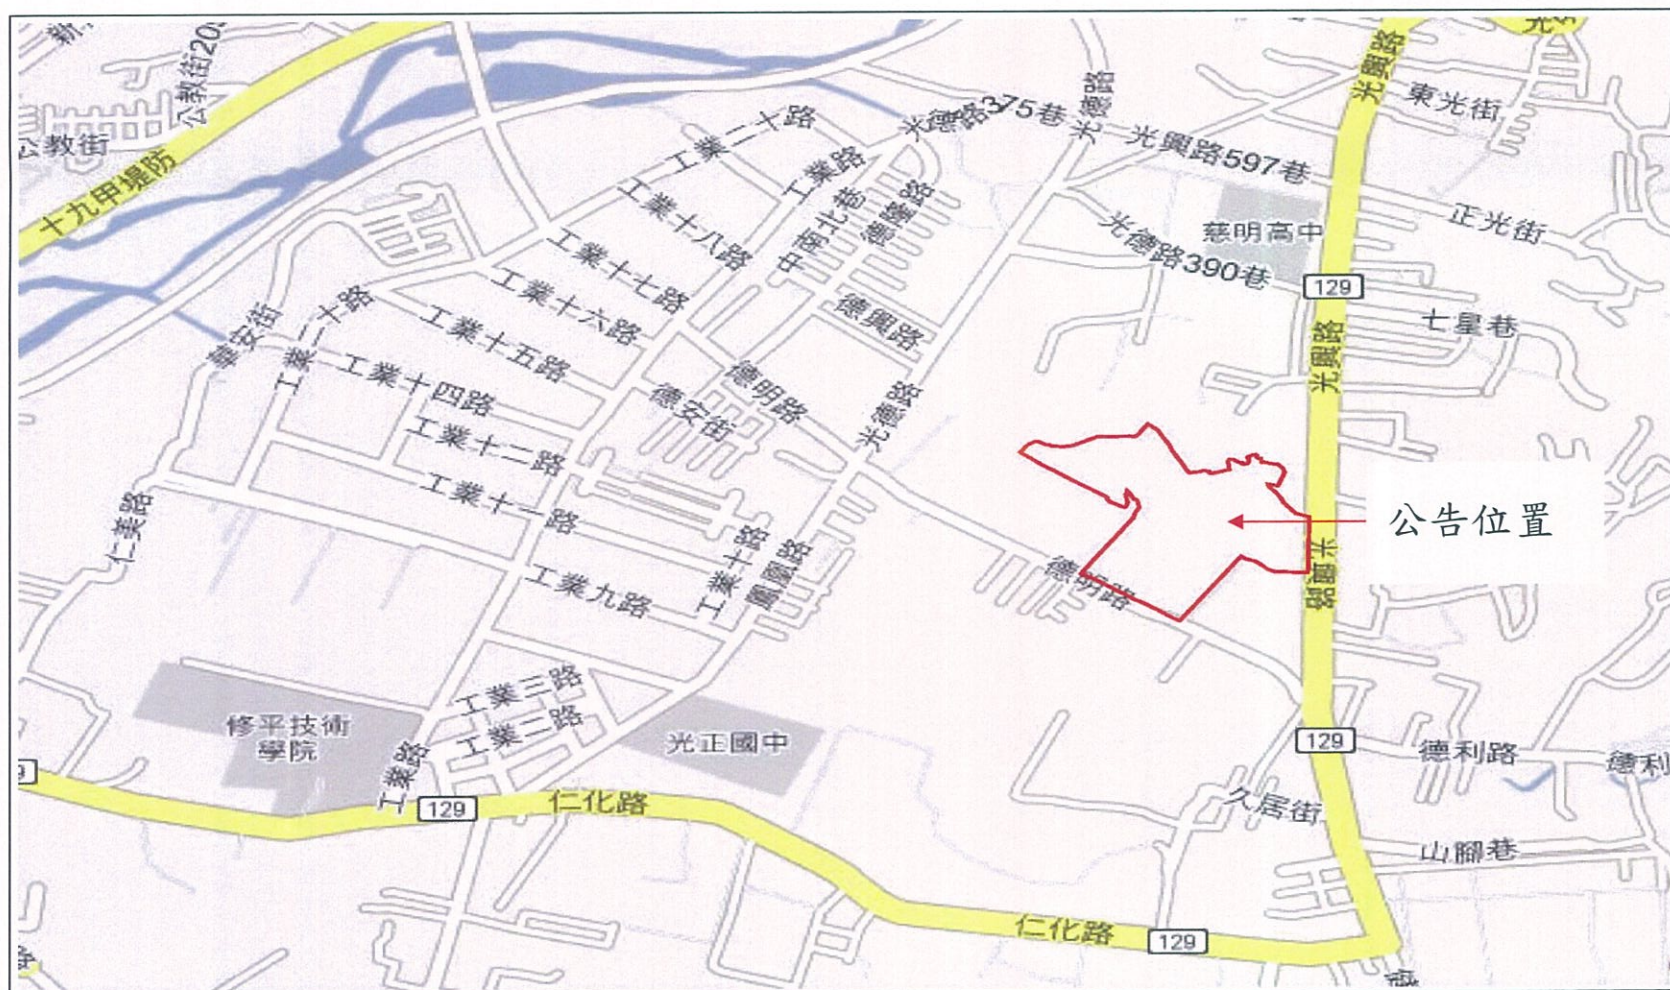 公教街20
公教街
十九甲堤防
工業二十路
工業路
光德路375巷
光德路
光興路597巷
光興路
東光街
正光街
慈明高中
光德路390巷
129
七星巷
光興路
工業十八路
工業十七路
工業十六路
工業十五路
工業十四路
工業十二路
工業十一路
工業九路
工業二十路
中南北巷
德隆路
德興路
德明路
德安街
光德路
仁美路
工業十路
鳳凰路
德明路
公告位置
工業三路
工業二路
修平技術
學院
工業路
光正國中
129
仁化路
129
德利路
德利
久居街
山腳巷
仁化路
129